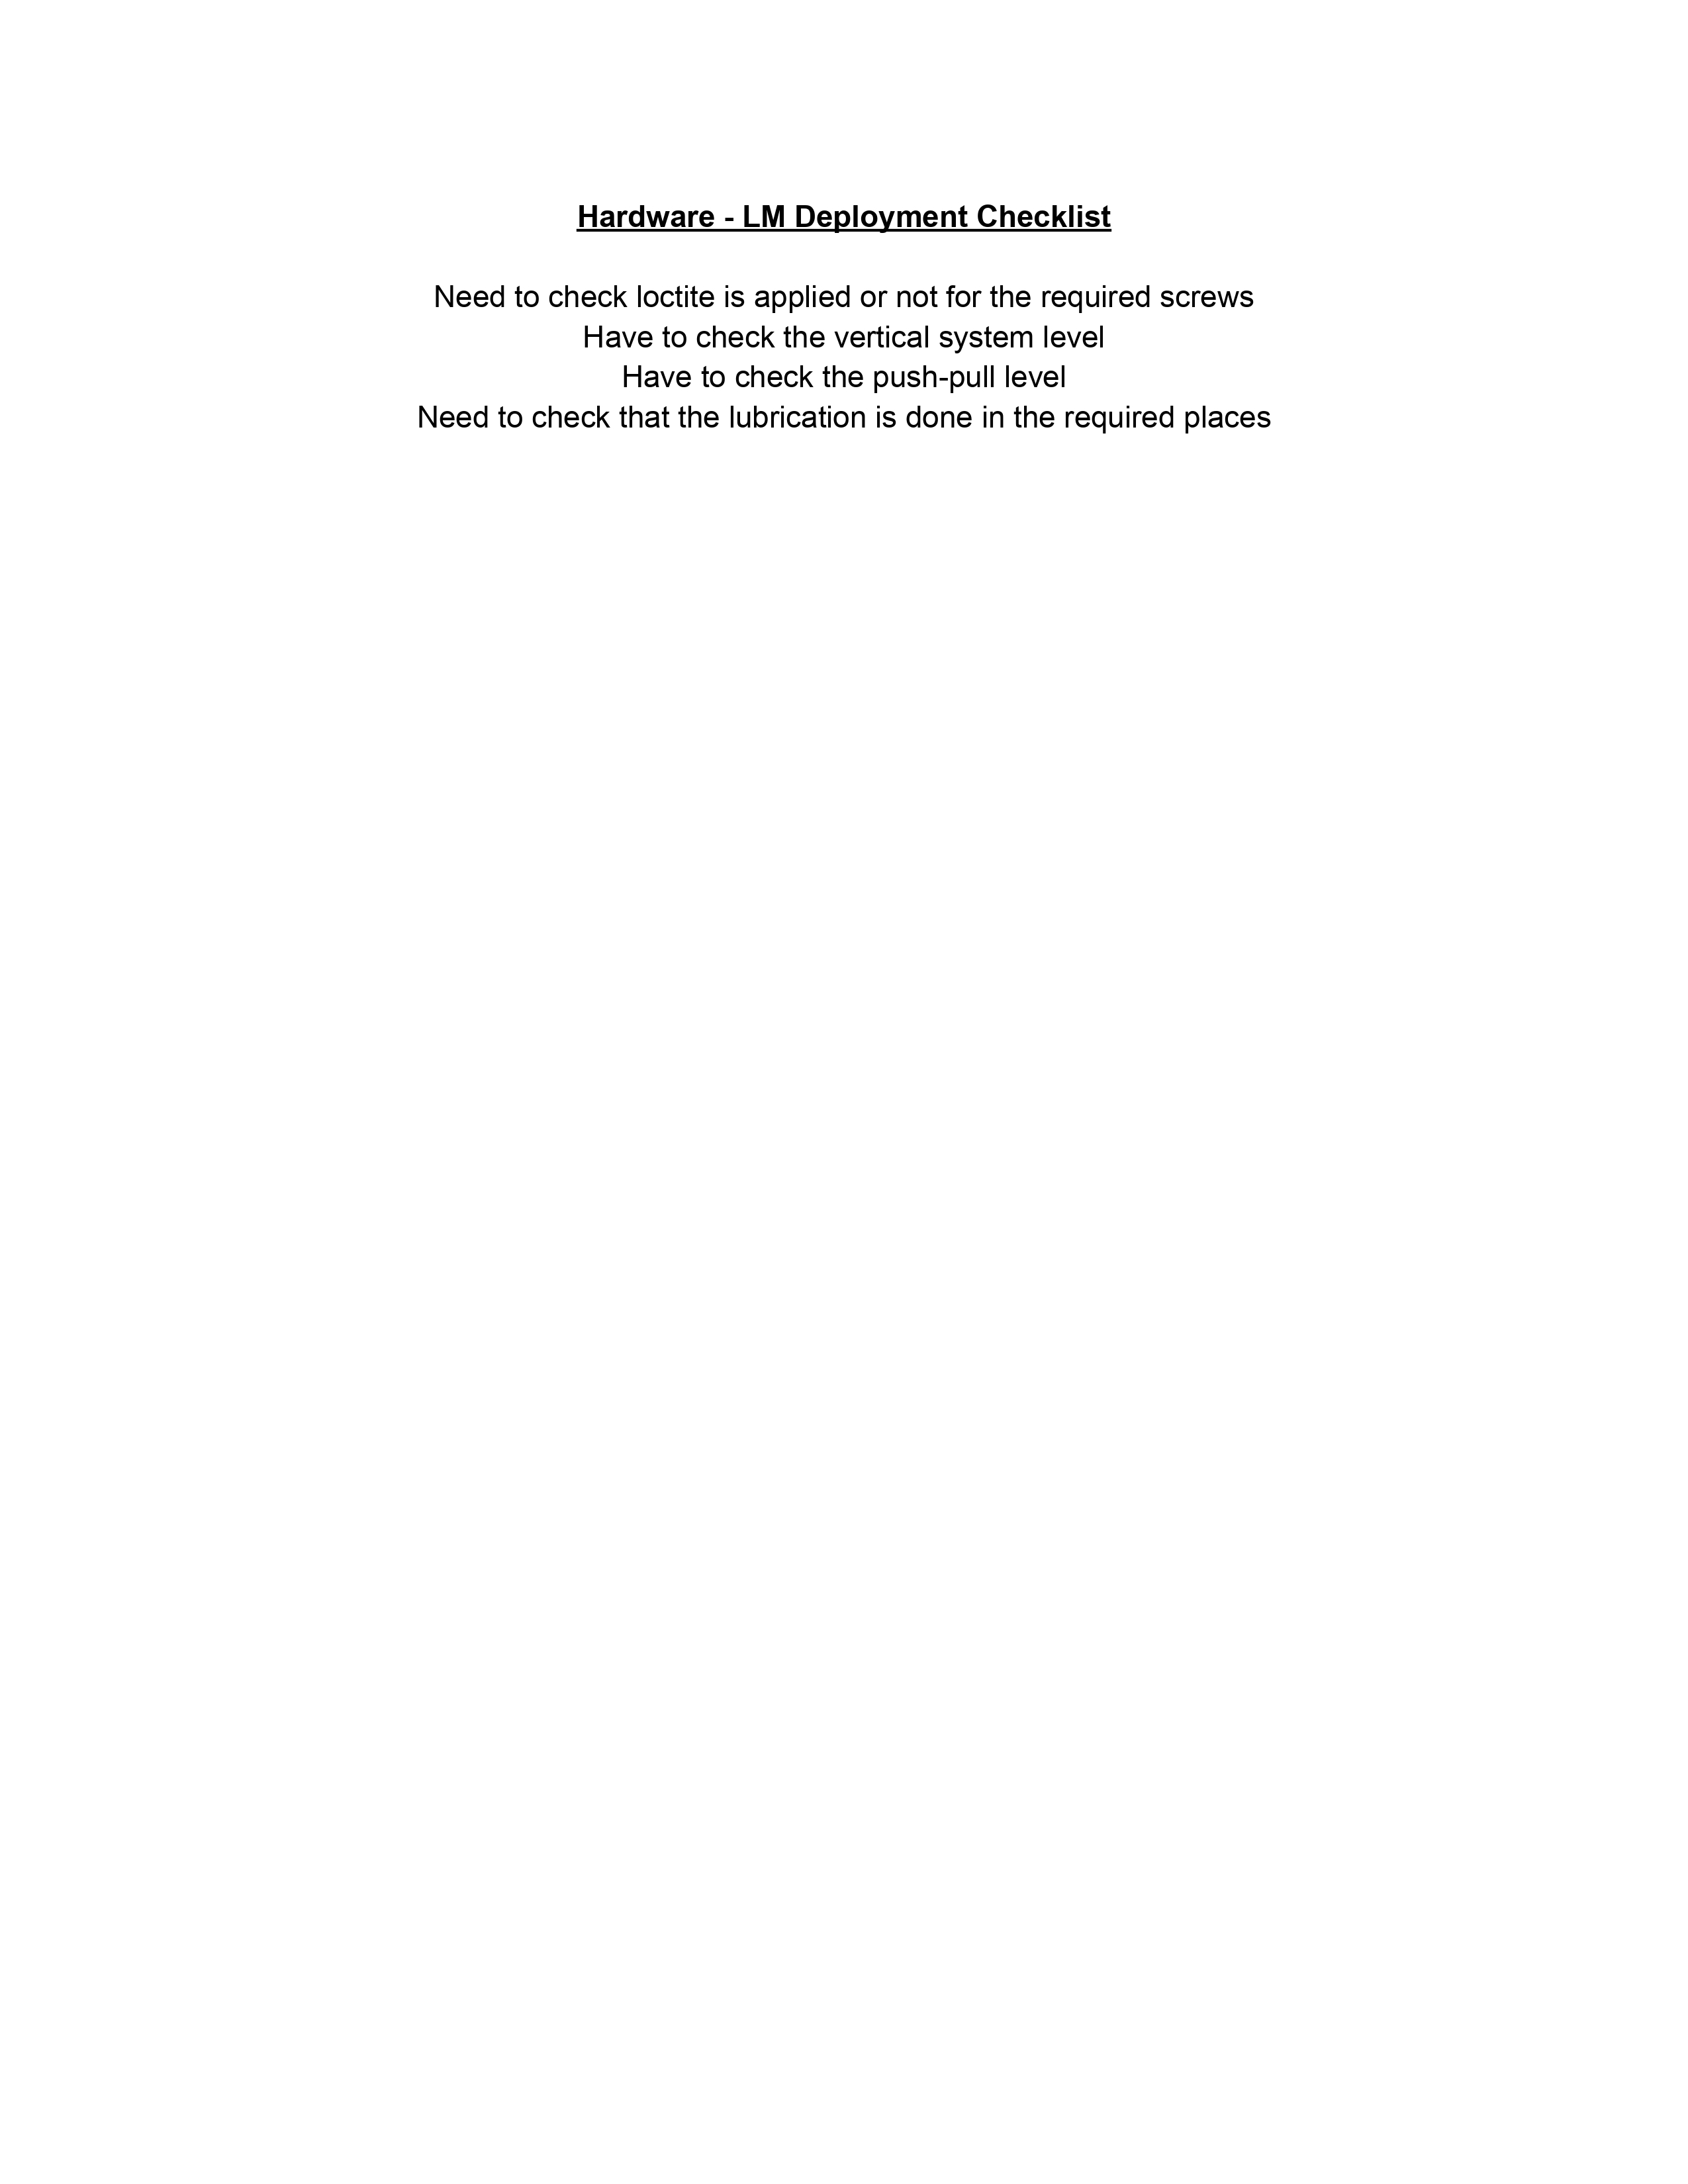 Hardware - LM Deployment Checklist
Need to check loctite is applied or not for the required screws
Have to check the vertical system level
Have to check the push-pull level
Need to check that the lubrication is done in the required places